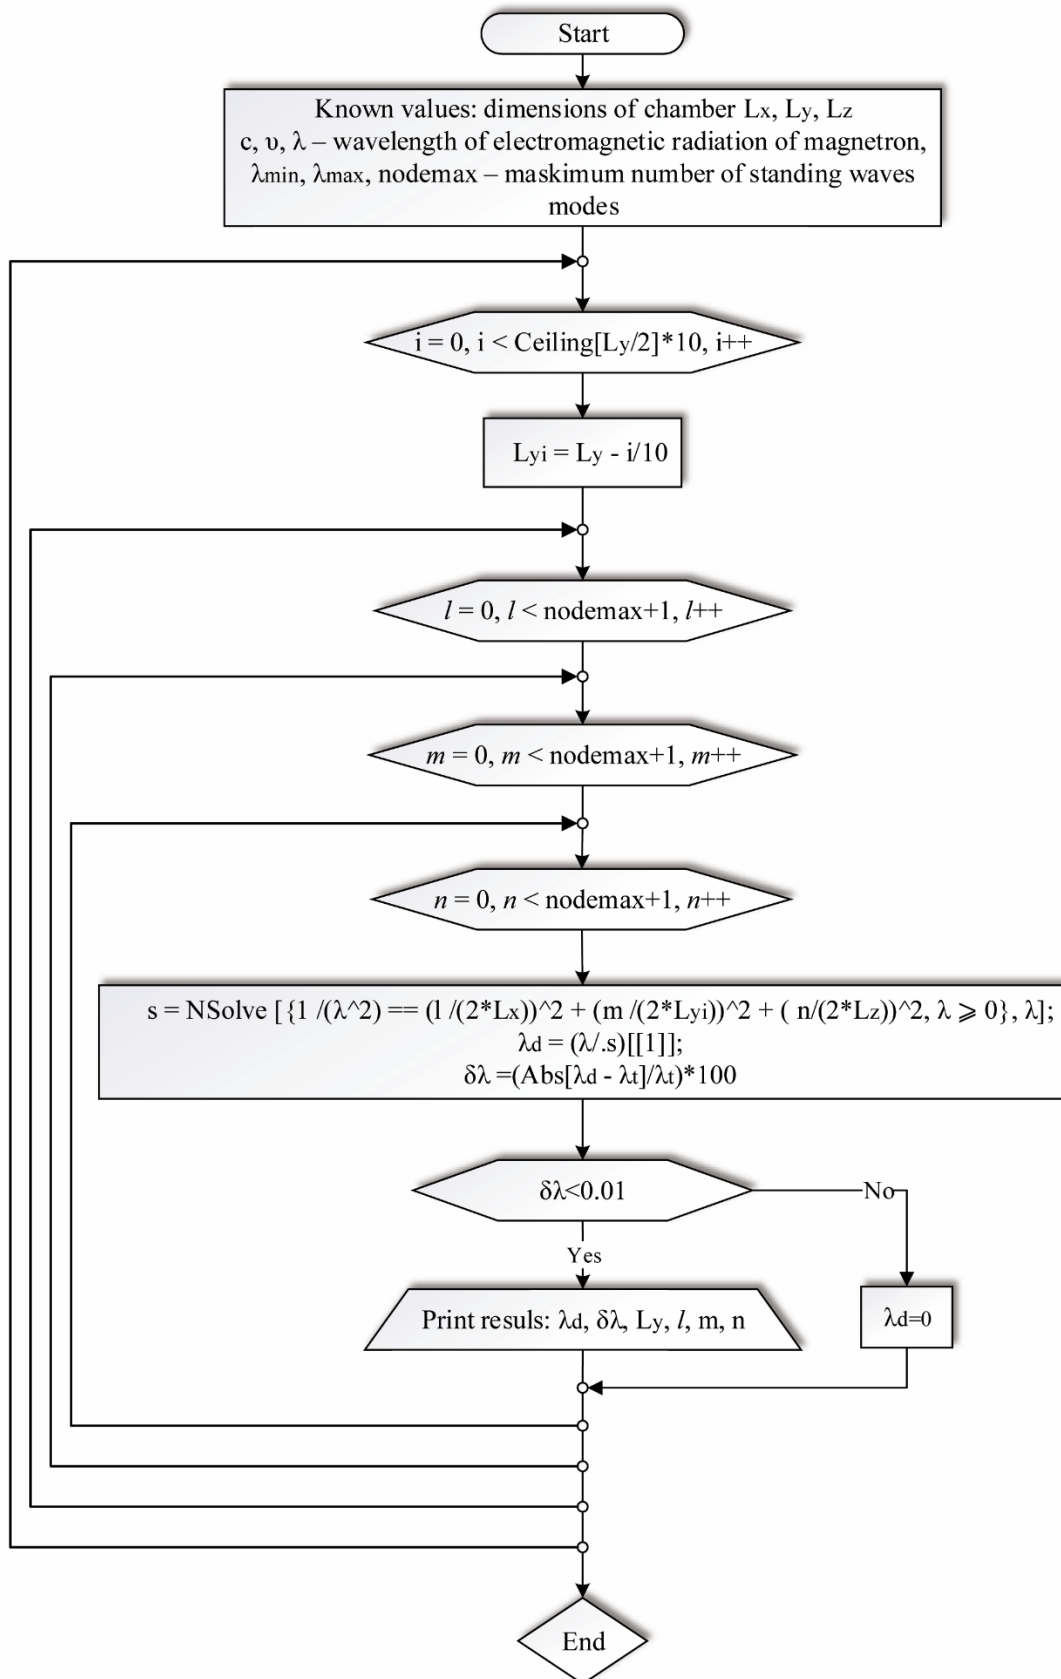 Start
Known values: dimensions of chamber Lx, Ly, Lz
c, υ, λ – wavelength of electromagnetic radiation of magnetron,
λmin, λmax, nodemax – maskimum number of standing waves
modes
i = 0, i < Ceiling[Ly/2]*10, i++
Lyi = Ly - i/10
l = 0, l < nodemax+1, l++
m = 0, m < nodemax+1, m++
n = 0, n < nodemax+1, n++
s = NSolve [{1 /(λ^2) == (l /(2*Lx))^2 + (m /(2*Lyi))^2 + ( n/(2*Lz))^2, λ ⩾ 0}, λ];
λd = (λ/.s)[[1]];
δλ =(Abs[λd - λt]/λt)*100
δλ<0.01
No
Yes
Print resuls: λd, δλ, Ly, l, m, n
λd=0
End